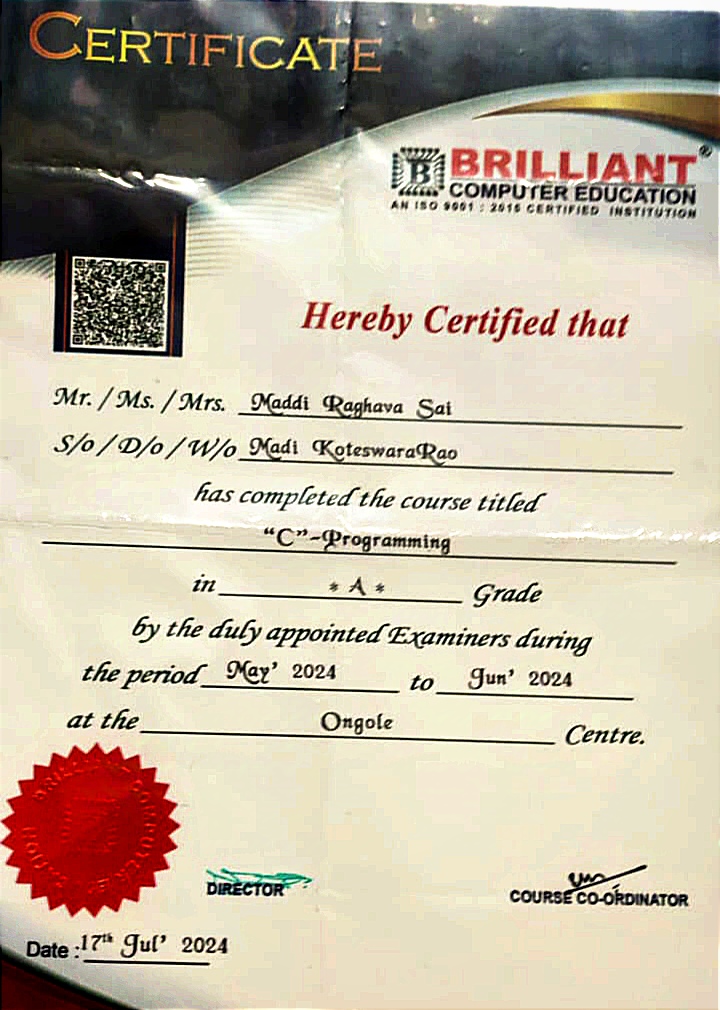 CERTIFICATE
B BRILLIANT®
COMPUTER EDUCATION
AN ISO 9001 : 2015 CERTIFIED INSTITUTION
Hereby Certified that
Mr. / Ms. / Mrs. Maddi Raghava Sai
S/o / D/o / W/o Madi KoteswaraRao
has completed the course titled
"C"-Programming
in * A * Grade
by the duly appointed Examiners during
the period May' 2024 to Jun' 2024
at the Ongole Centre.
DIRECTOR
COURSE CO-ORDINATOR
Date : 17th Jul' 2024